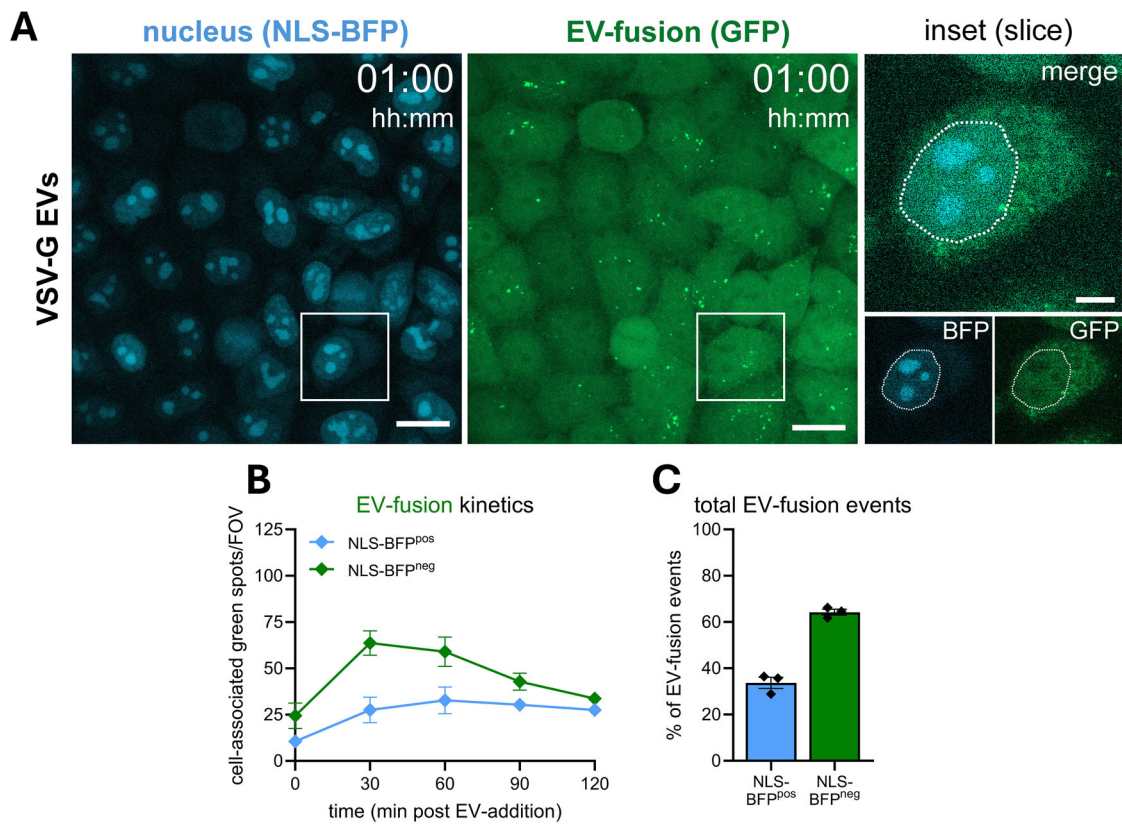 A
nucleus (NLS-BFP)
EV-fusion (GFP)
inset (slice)
VSV-G EVs
01:00
hh:mm
01:00
hh:mm
merge
BFP
GFP
B
EV-fusion kinetics
cell-associated green spots/FOV
125
100
75
50
25
0
NLS-BFPpos
NLS-BFPneg
0 30 60 90 120
time (min post EV-addition)
C
total EV-fusion events
% of EV-fusion events
100
80
60
40
20
0
NLS-
BFPpos
NLS-
BFPneg